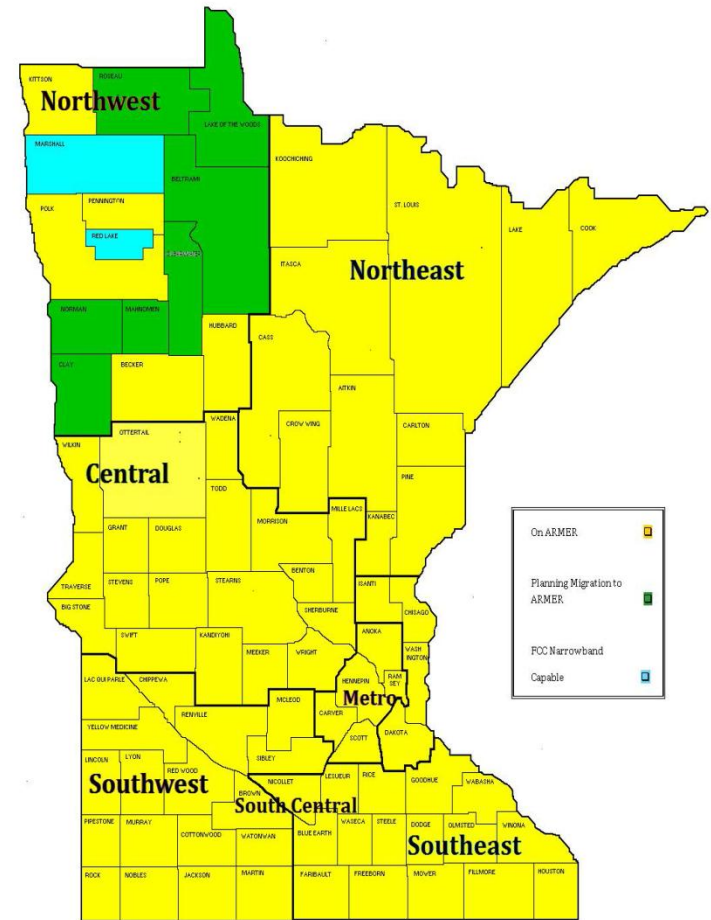 KITTSON
ROSEAU
Northwest
LAKE OF THE WOODS
MARSHALL
KOOCHICHING
BELTRAMI
POLK
PENNINGTON
ST. LOUIS
LAKE
COOK
RED LAKE
ITASCA
Northeast
NORMAN
MAHNOMEN
HUBBARD
CASS
CLAY
BECKER
AITKIN
WADENA
CROW WING
CARLTON
OTTERTAIL
WILKIN
Central
TODD
PINE
MILLE LACS
KANABEC
MORRISON
GRANT
DOUGLAS
BENTON
ISANTI
TRAVERSE
STEVENS
POPE
STEARNS
SHERBURNE
CHISAGO
BIG STONE
ANOKA
SWIFT
KANDIYOHI
WASH
INGTON
MEEKER
WRIGHT
HENNEPIN
RAM
SEY
LAC QUI PARLE
CHIPPEWA
Metro
MCLEOD
CARVER
RENVILLE
YELLOW MEDICINE
SCOTT
DAKOTA
SIBLEY
LINCOLN
LYON
RED WOOD
NICOLLET
LESUEUR
RICE
GOODHUE
WABASHA
Southwest
BROWN
South Central
PIPESTONE
MURRAY
COTTONWOOD
WATONWAN
BLUE EARTH
WASECA
STEELE
DODGE
OLMSTED
WINONA
Southeast
ROCK
NOBLES
JACKSON
MARTIN
FARIBAULT
FREEBORN
MOWER
FILLMORE
HOUSTON
On ARMER
Planning Migration to
ARMER
FCC Narrowband
Capable